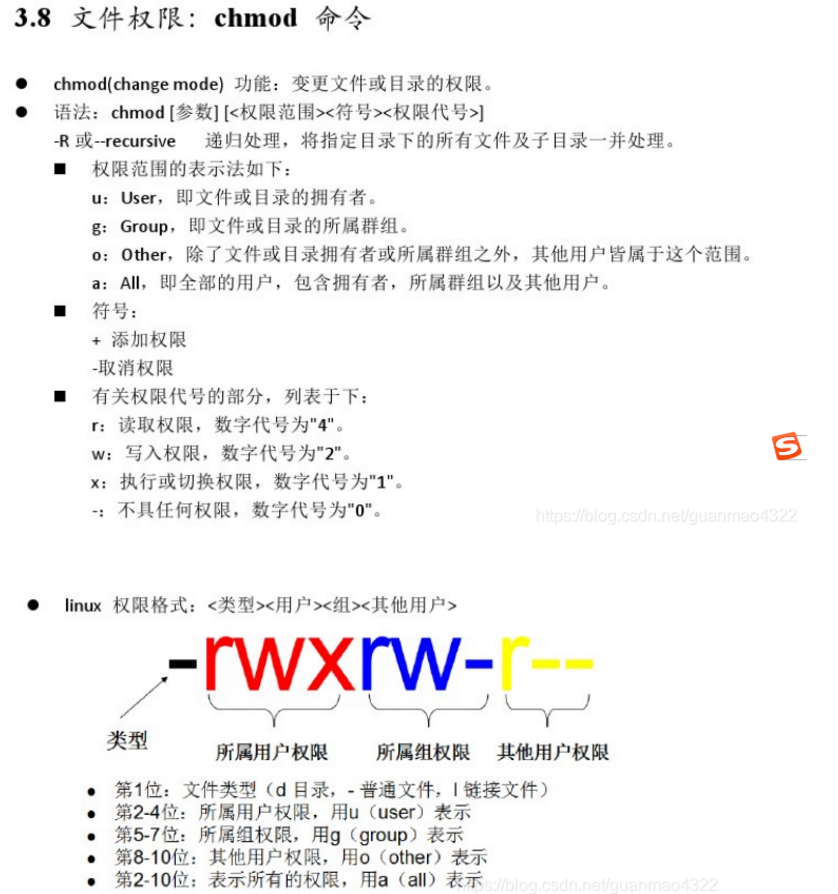 3.8 文件权限: chmod 命令
● chmod(change mode) 功能：变更文件或目录的权限。
● 语法：chmod [参数] [<权限范围><符号><权限代号>]
-R 或--recursive 递归处理，将指定目录下的所有文件及子目录一并处理。
■ 权限范围的表示法如下：
u：User，即文件或目录的拥有者。
g：Group，即文件或目录的所属群组。
o：Other，除了文件或目录拥有者或所属群组之外，其他用户皆属于这个范围。
a：All，即全部的用户，包含拥有者，所属群组以及其他用户。
■ 符号：
+ 添加权限
-取消权限
■ 有关权限代号的部分，列表于下：
r：读取权限，数字代号为"4"。
w：写入权限，数字代号为"2"。
x：执行或切换权限，数字代号为"1"。
-：不具任何权限，数字代号为"0"。
https://blog.csdn.net/guanmao4322
● linux 权限格式：<类型><用户><组><其他用户>
-rwxrw-r--
类型
所属用户权限 所属组权限 其他用户权限
● 第1位：文件类型（d 目录，- 普通文件，l 链接文件）
● 第2-4位：所属用户权限，用u（user）表示
● 第5-7位：所属组权限，用g（group）表示
● 第8-10位：其他用户权限，用o（other）表示
● 第2-10位：表示所有的权限，用a（all）表示
https://blog.csdn.net/guanmao4322